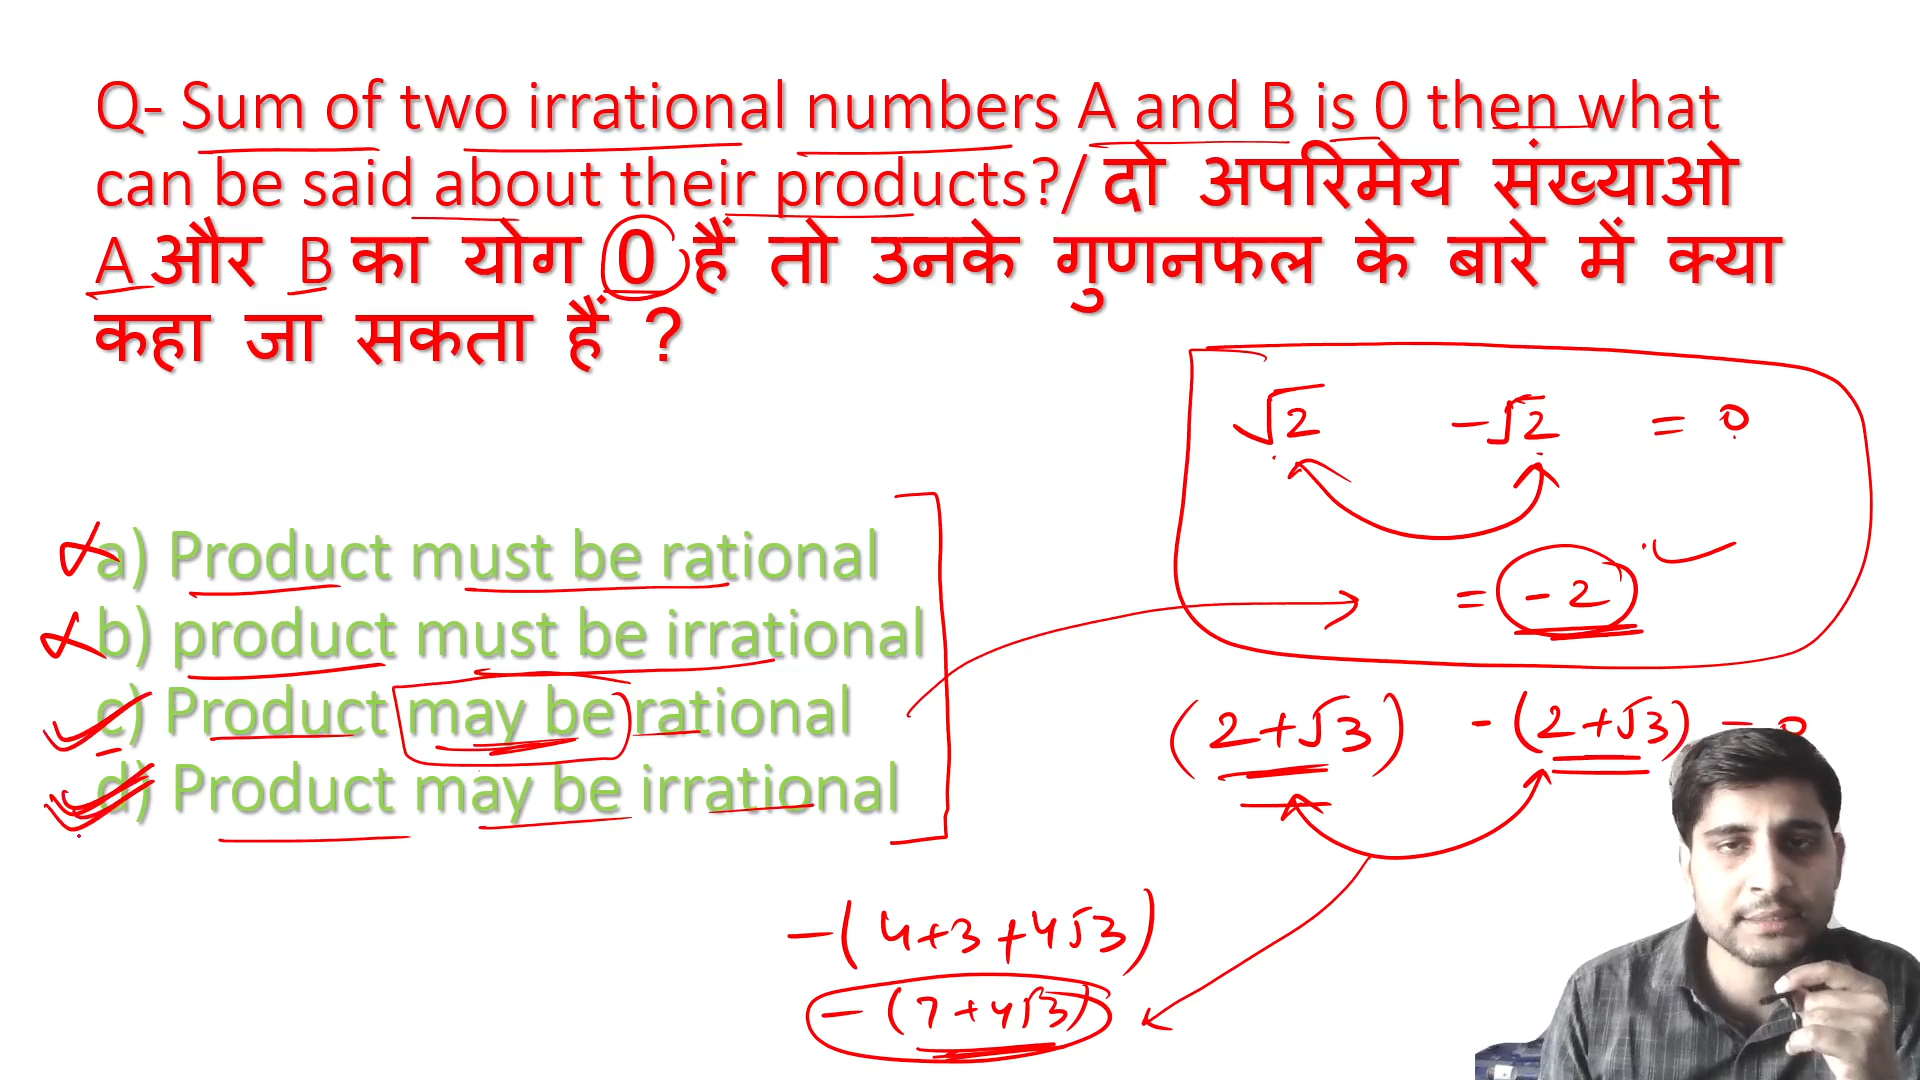 Q- Sum of two irrational numbers A and B is 0 then what
can be said about their products?/ दो अपरिमेय संख्याओ
A और B का योग 0 हैं तो उनके गुणनफल के बारे में क्या
कहा जा सकता हैं ?
√2 -√2 = 0
= -2
a) Product must be rational
b) product must be irrational
c) Product may be rational
d) Product may be irrational
(2+√3) -(2+√3) = 0
-(4+3+4√3)
-(7+4√3)